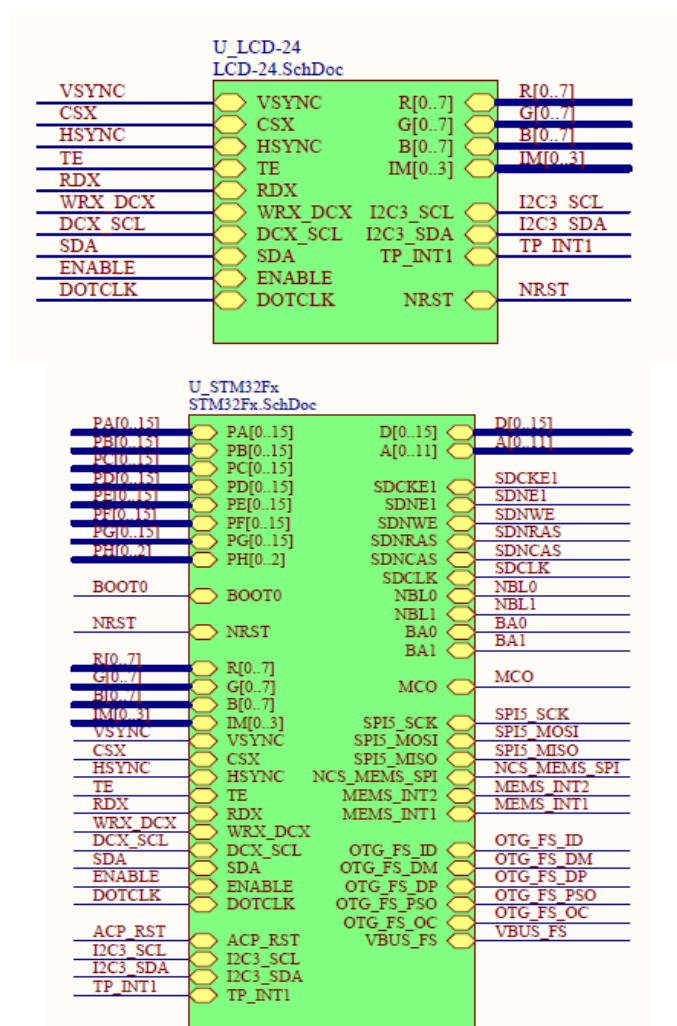 U_LCD-24
LCD-24.SchDoc
VSYNC VSYNC R[0..7] R[0..7]
CSX CSX G[0..7] G[0..7]
HSYNC HSYNC B[0..7] B[0..7]
TE TE IM[0..3] IM[0..3]
RDX RDX
WRX_DCX WRX_DCX I2C3_SCL I2C3_SCL
DCX_SCL DCX_SCL I2C3_SDA I2C3_SDA
SDA SDA TP_INT1 TP_INT1
ENABLE ENABLE
DOTCLK DOTCLK NRST NRST
U_STM32Fx
STM32Fx.SchDoc
PA[0..15] PA[0..15] D[0..15] D[0..15]
PB[0..15] PB[0..15] A[0..11] A[0..11]
PC[0..15] PC[0..15]
PD[0..15] PD[0..15] SDCKE1 SDCKE1
PE[0..15] PE[0..15] SDNE1 SDNE1
PF[0..15] PF[0..15] SDNWE SDNWE
PG[0..15] PG[0..15] SDNRAS SDNRAS
PH[0..2] PH[0..2] SDNCAS SDNCAS
SDCLK SDCLK
BOOT0 BOOT0 NBL0 NBL0
NBL1 NBL1
NRST NRST BA0 BA0
BA1 BA1
R[0..7] R[0..7]
G[0..7] G[0..7] MCO MCO
B[0..7] B[0..7]
IM[0..3] IM[0..3] SPI5_SCK SPI5_SCK
VSYNC VSYNC SPI5_MOSI SPI5_MOSI
CSX CSX SPI5_MISO SPI5_MISO
HSYNC HSYNC NCS_MEMS_SPI NCS_MEMS_SPI
TE TE MEMS_INT2 MEMS_INT2
RDX RDX MEMS_INT1 MEMS_INT1
WRX_DCX WRX_DCX
DCX_SCL DCX_SCL OTG_FS_ID OTG_FS_ID
SDA SDA OTG_FS_DM OTG_FS_DM
ENABLE ENABLE OTG_FS_DP OTG_FS_DP
DOTCLK DOTCLK OTG_FS_PSO OTG_FS_PSO
OTG_FS_OC OTG_FS_OC
ACP_RST ACP_RST VBUS_FS VBUS_FS
I2C3_SCL I2C3_SCL
I2C3_SDA I2C3_SDA
TP_INT1 TP_INT1